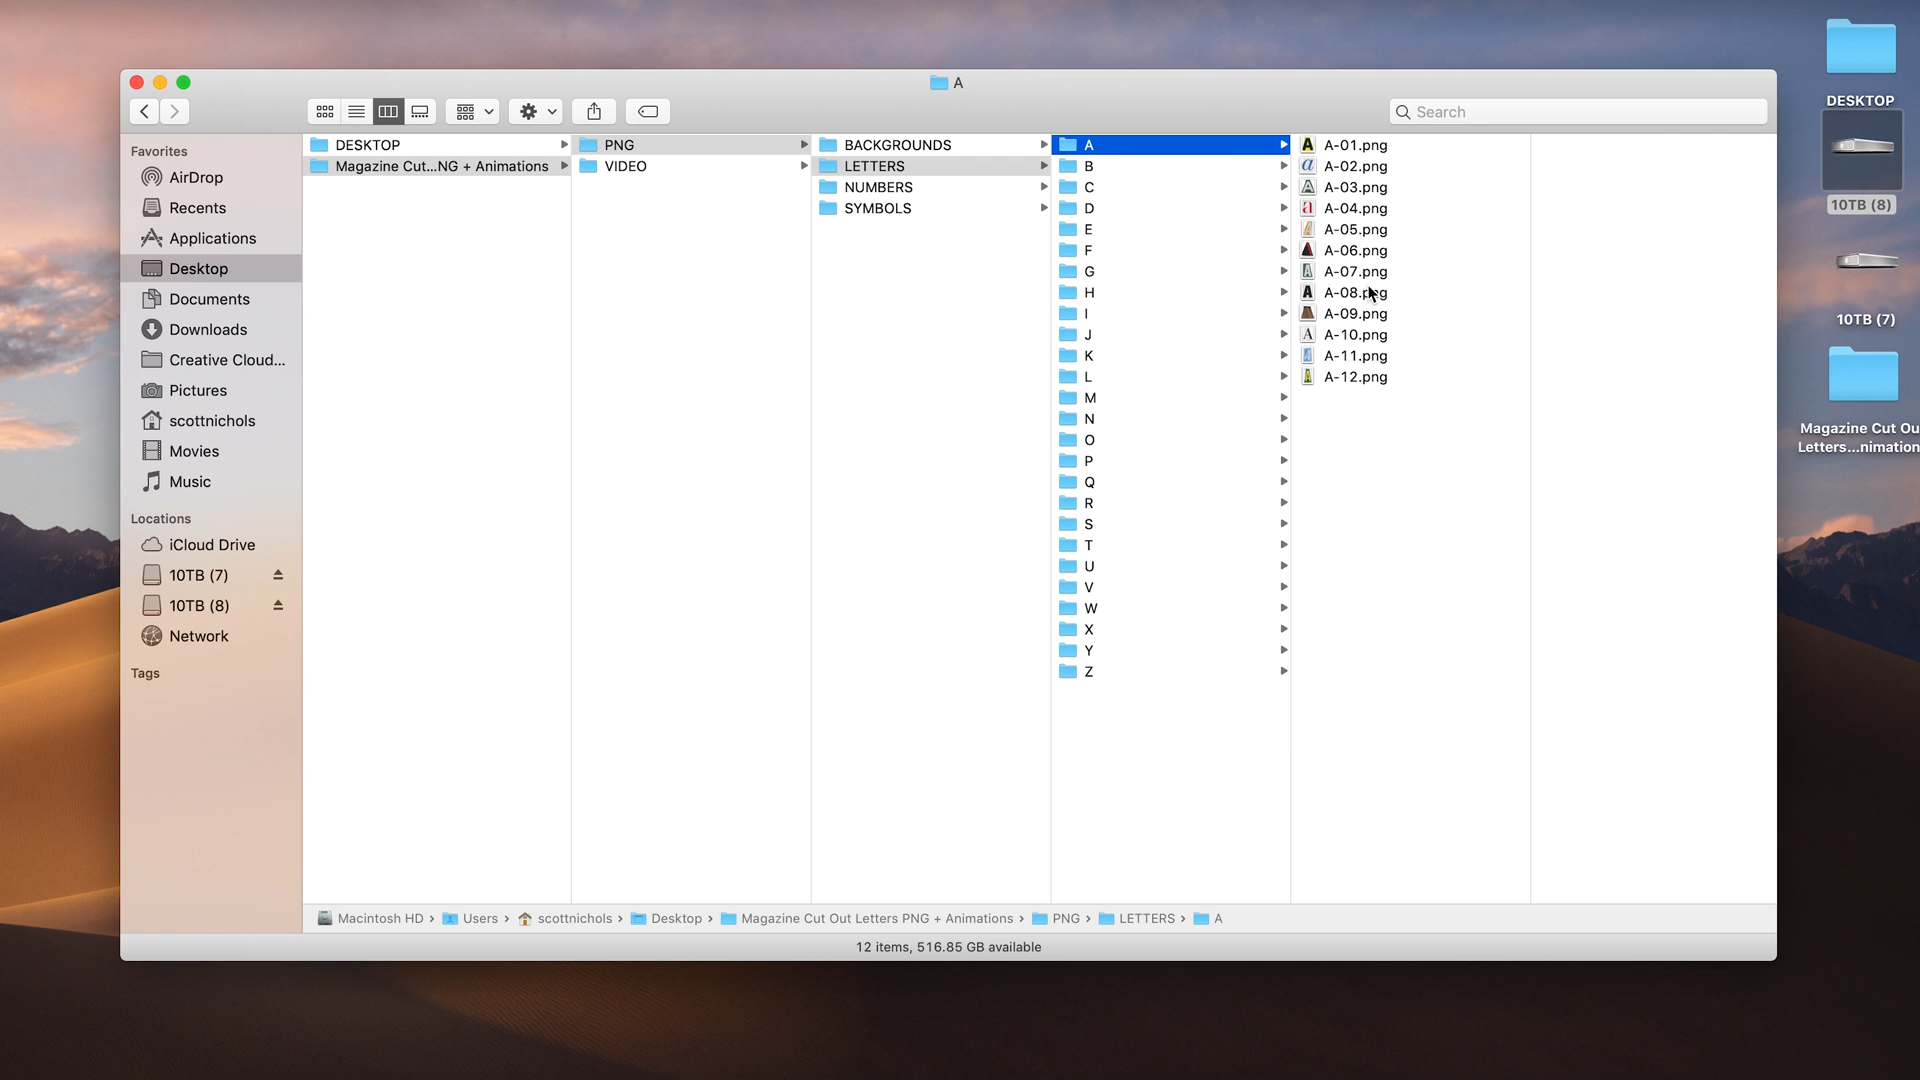 A
Search
Favorites
AirDrop
Recents
Applications
Desktop
Documents
Downloads
Creative Cloud...
Pictures
scottnichols
Movies
Music
Locations
iCloud Drive
10TB (7)
10TB (8)
Network
Tags
DESKTOP
Magazine Cut...NG + Animations
PNG
VIDEO
BACKGROUNDS
LETTERS
NUMBERS
SYMBOLS
A
B
C
D
E
F
G
H
I
J
K
L
M
N
O
P
Q
R
S
T
U
V
W
X
Y
Z
A-01.png
A-02.png
A-03.png
A-04.png
A-05.png
A-06.png
A-07.png
A-08.png
A-09.png
A-10.png
A-11.png
A-12.png
Macintosh HD › Users › scottnichols › Desktop › Magazine Cut Out Letters PNG + Animations › PNG › LETTERS › A
12 items, 516.85 GB available
DESKTOP
10TB (8)
10TB (7)
Magazine Cut Ou
Letters...nimation